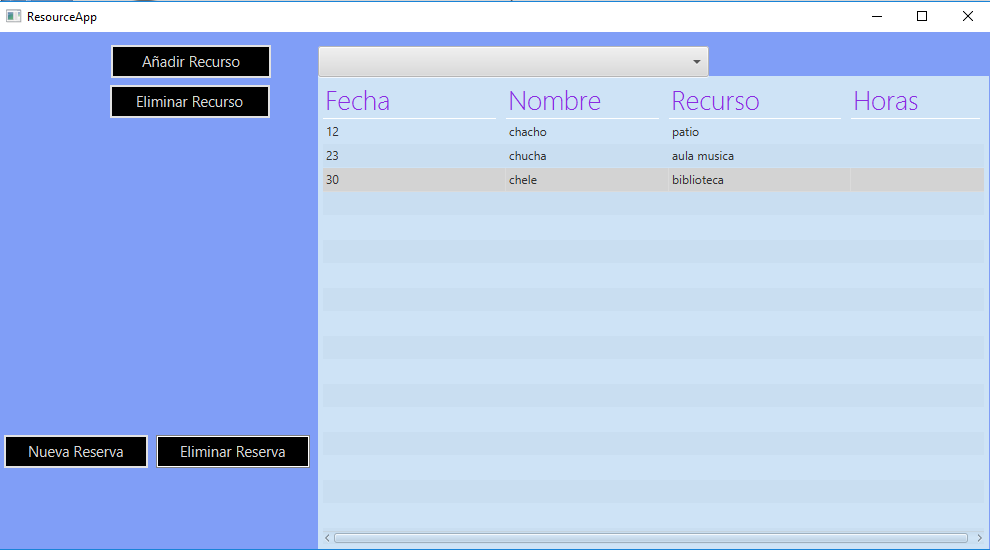 ResourceApp
Añadir Recurso
Eliminar Recurso
Fecha Nombre Recurso Horas
12 chacho patio
23 chucha aula musica
30 chele biblioteca
Nueva Reserva Eliminar Reserva